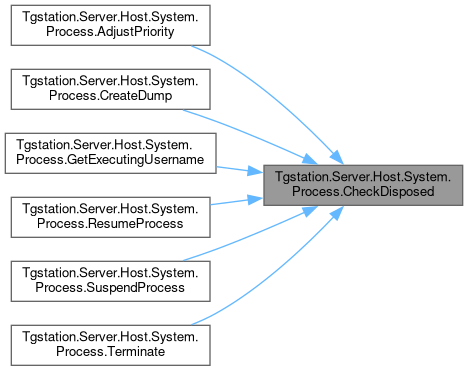 Tgstation.Server.Host.System.
Process.AdjustPriority
Tgstation.Server.Host.System.
Process.CreateDump
Tgstation.Server.Host.System.
Process.GetExecutingUsername
Tgstation.Server.Host.System.
Process.CheckDisposed
Tgstation.Server.Host.System.
Process.ResumeProcess
Tgstation.Server.Host.System.
Process.SuspendProcess
Tgstation.Server.Host.System.
Process.Terminate